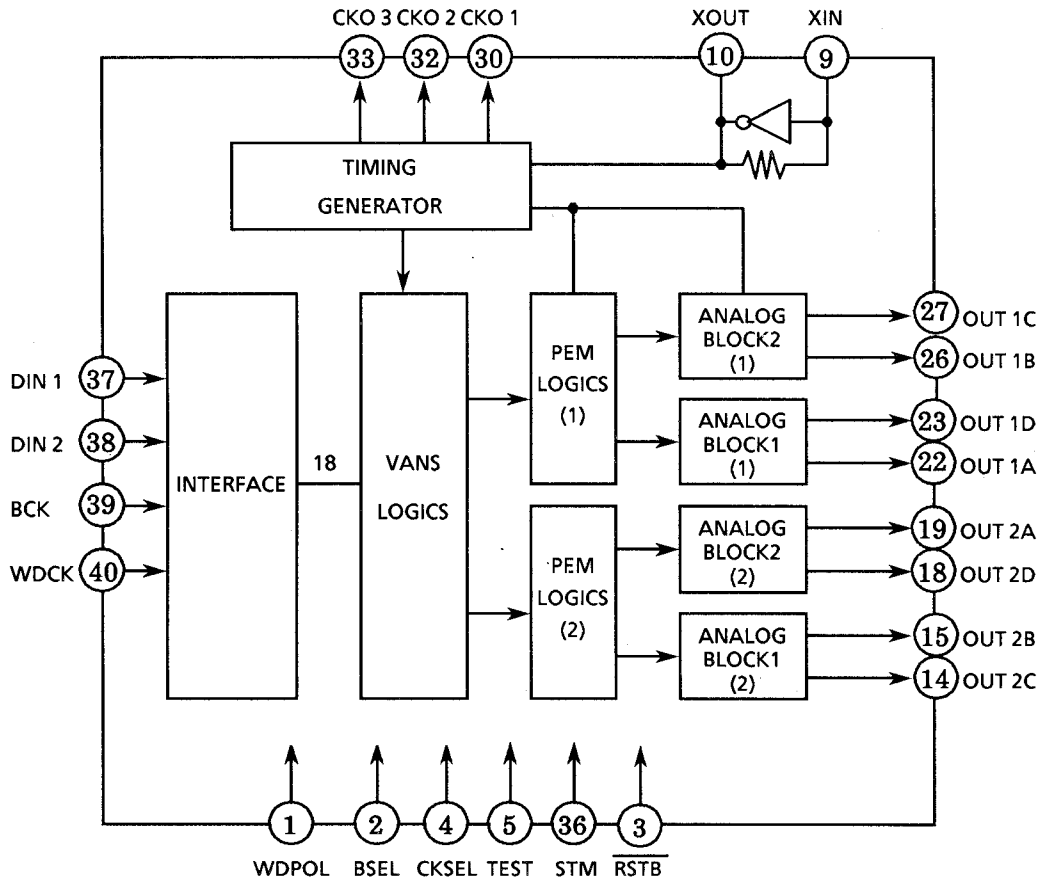 CKO 3 CKO 2 CKO 1 XOUT XIN
33 32 30 10 9
TIMING
GENERATOR
DIN 1 37
DIN 2 38
BCK 39
WDCK 40
INTERFACE
18
VANS
LOGICS
PEM
LOGICS
(1)
PEM
LOGICS
(2)
ANALOG
BLOCK2
(1)
ANALOG
BLOCK1
(1)
ANALOG
BLOCK2
(2)
ANALOG
BLOCK1
(2)
27 OUT 1C
26 OUT 1B
23 OUT 1D
22 OUT 1A
19 OUT 2A
18 OUT 2D
15 OUT 2B
14 OUT 2C
1 2 4 5 36 3
WDPOL BSEL CKSEL TEST STM RSTB